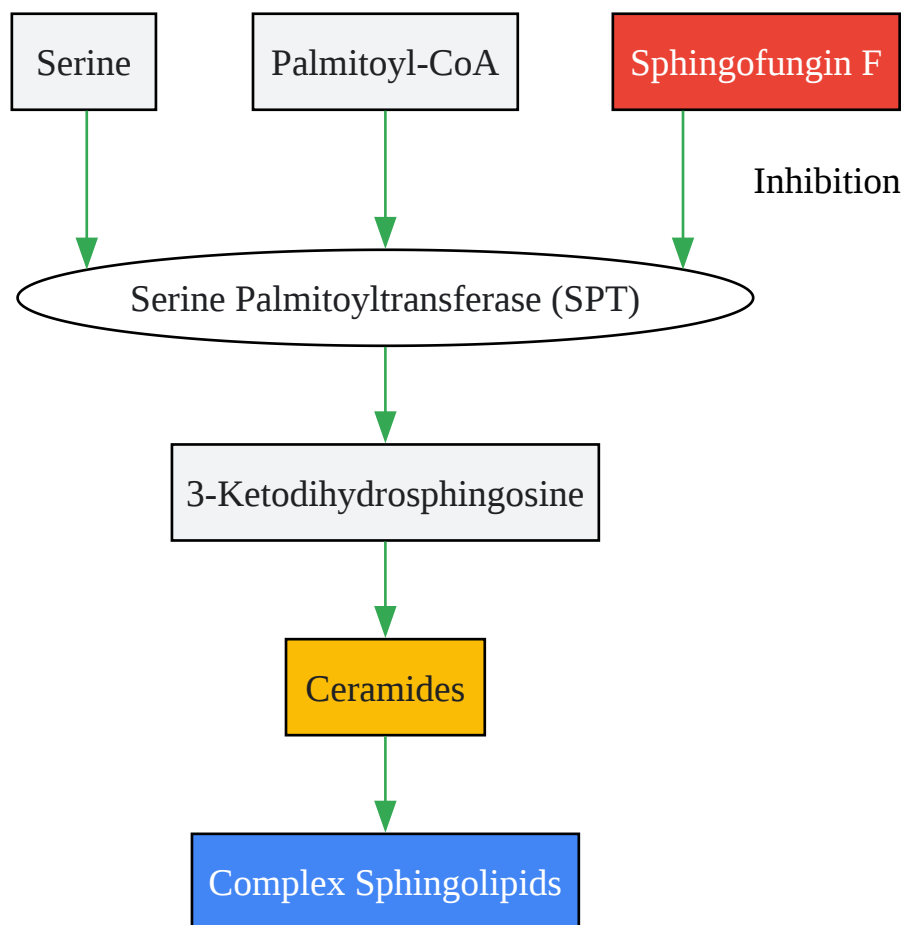 Serine
Palmitoyl-CoA
Sphingofungin F
Inhibition
Serine Palmitoyltransferase (SPT)
3-Ketodihydrosphingosine
Ceramides
Complex Sphingolipids